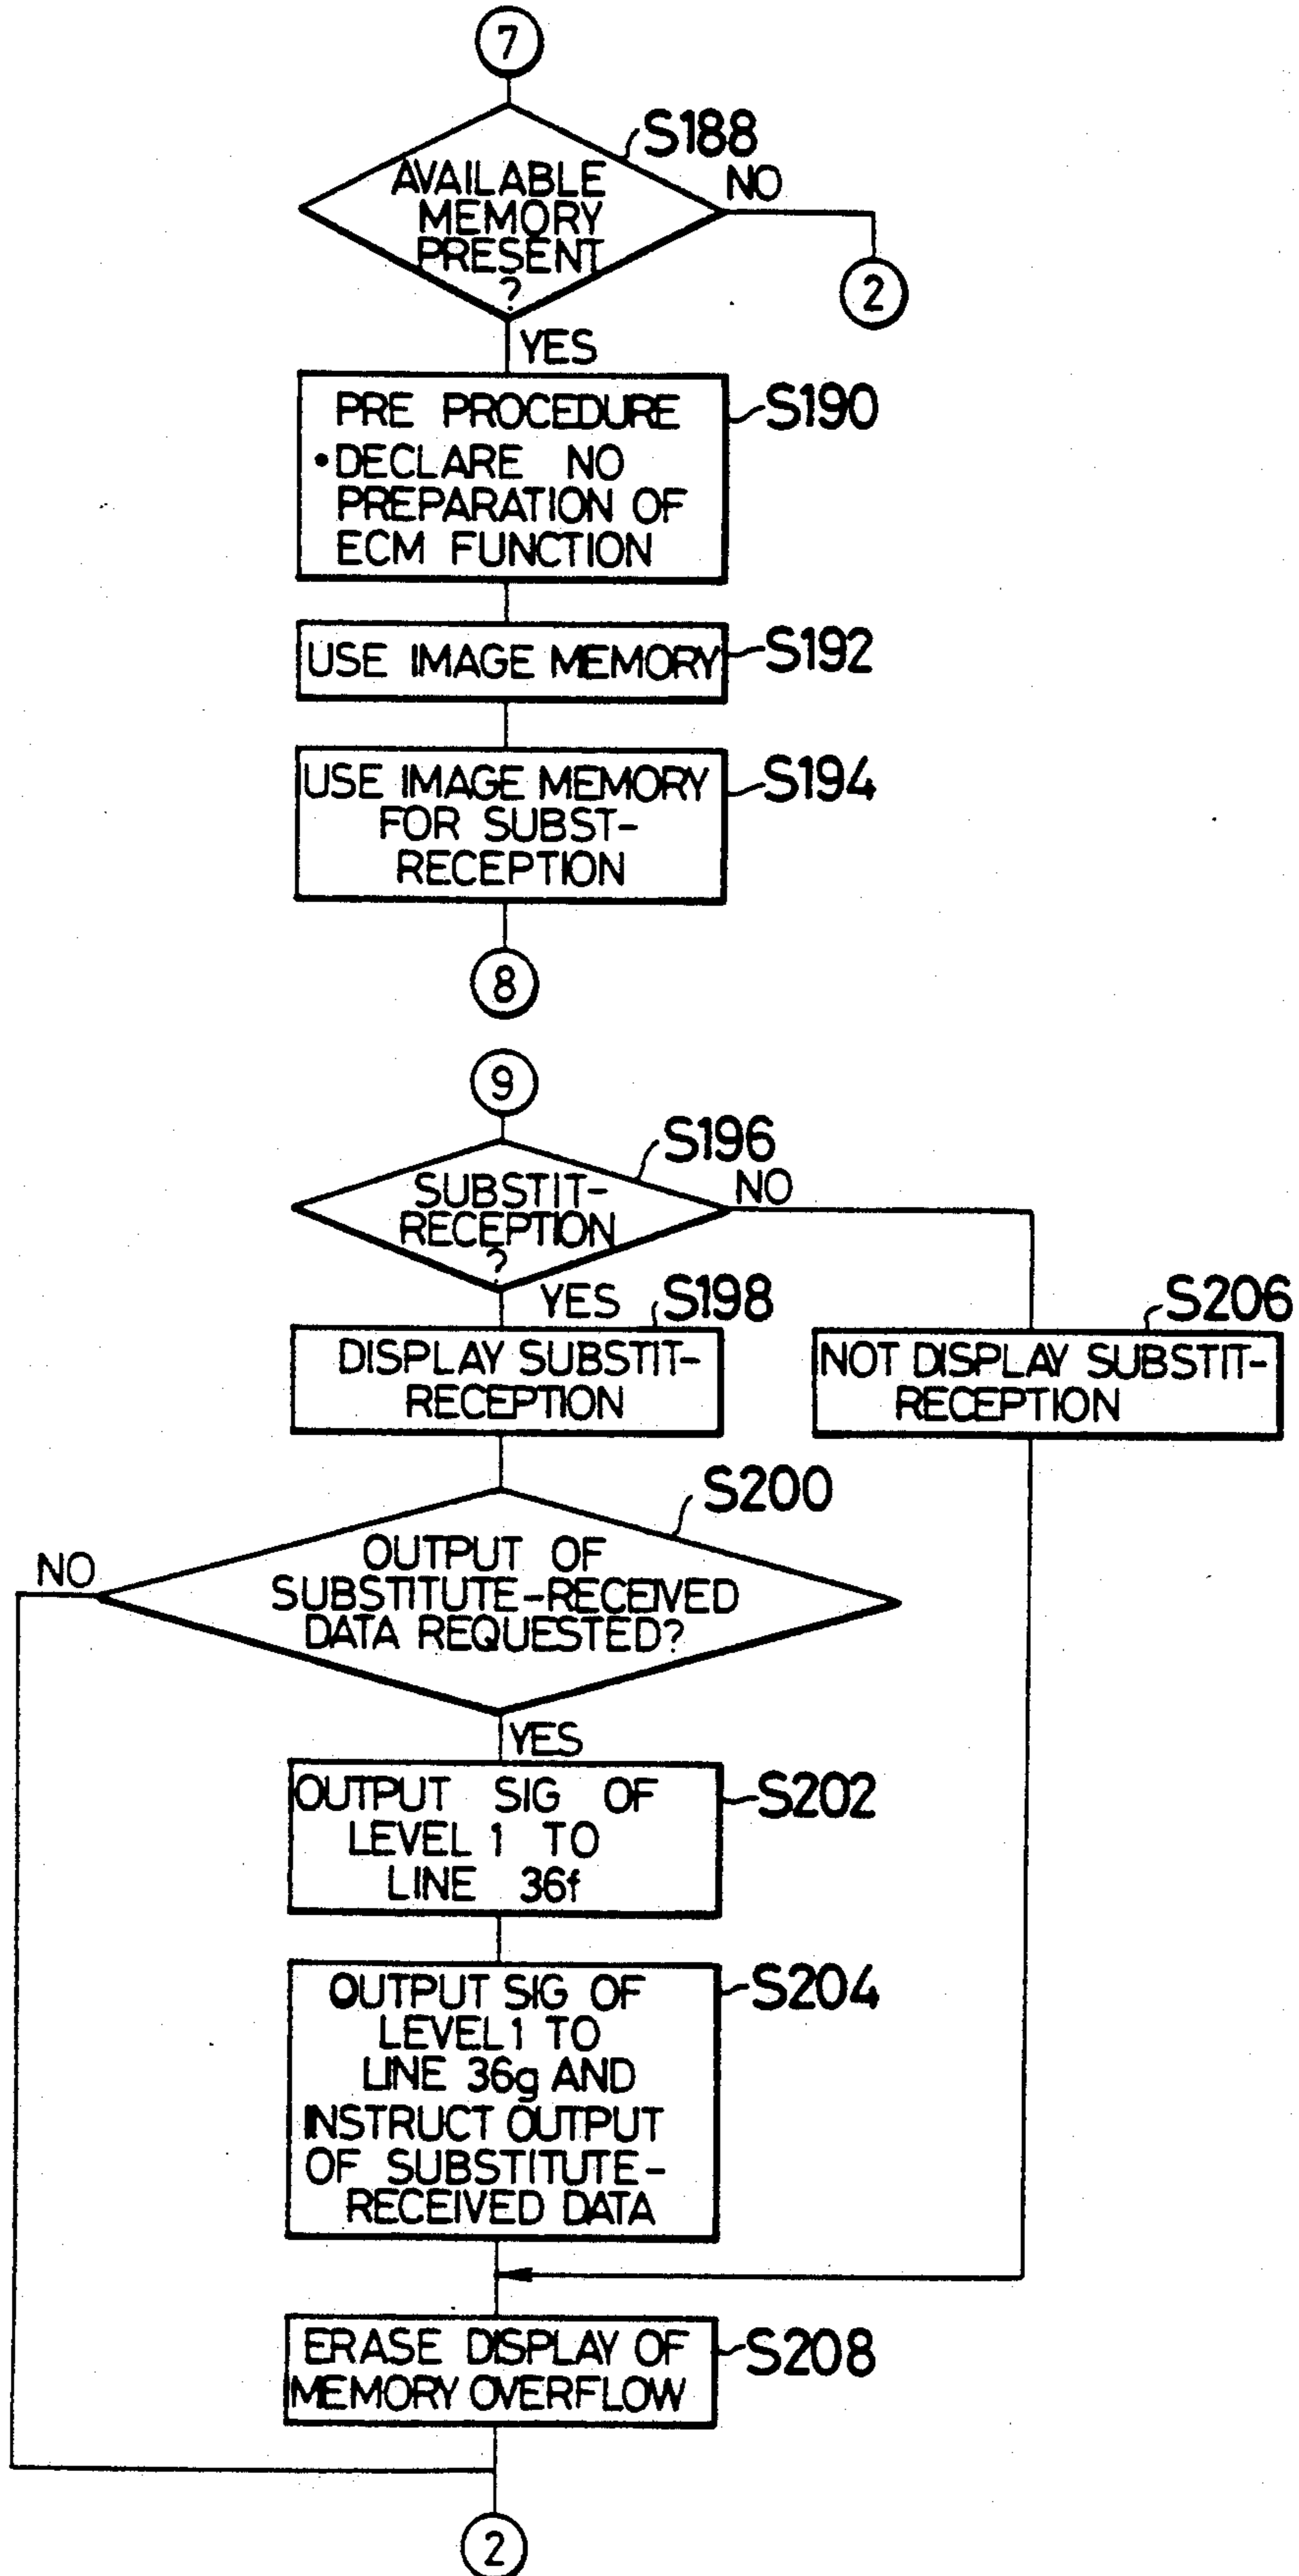 7
S188
AVAILABLE
MEMORY
PRESENT
?
NO
2
YES
PRE PROCEDURE
• DECLARE NO
PREPARATION OF
ECM FUNCTION
S190
USE IMAGE MEMORY
S192
USE IMAGE MEMORY
FOR SUBST-
RECEPTION
S194
8
9
S196
SUBSTIT-
RECEPTION
?
NO
YES
S198
DISPLAY SUBSTIT-
RECEPTION
S206
NOT DISPLAY SUBSTIT-
RECEPTION
S200
OUTPUT OF
SUBSTITUTE-RECEIVED
DATA REQUESTED?
NO
YES
OUTPUT SIG OF
LEVEL 1 TO
LINE 36f
S202
OUTPUT SIG OF
LEVEL 1 TO
LINE 36g AND
INSTRUCT OUTPUT
OF SUBSTITUTE-
RECEIVED DATA
S204
ERASE DISPLAY OF
MEMORY OVERFLOW
S208
2